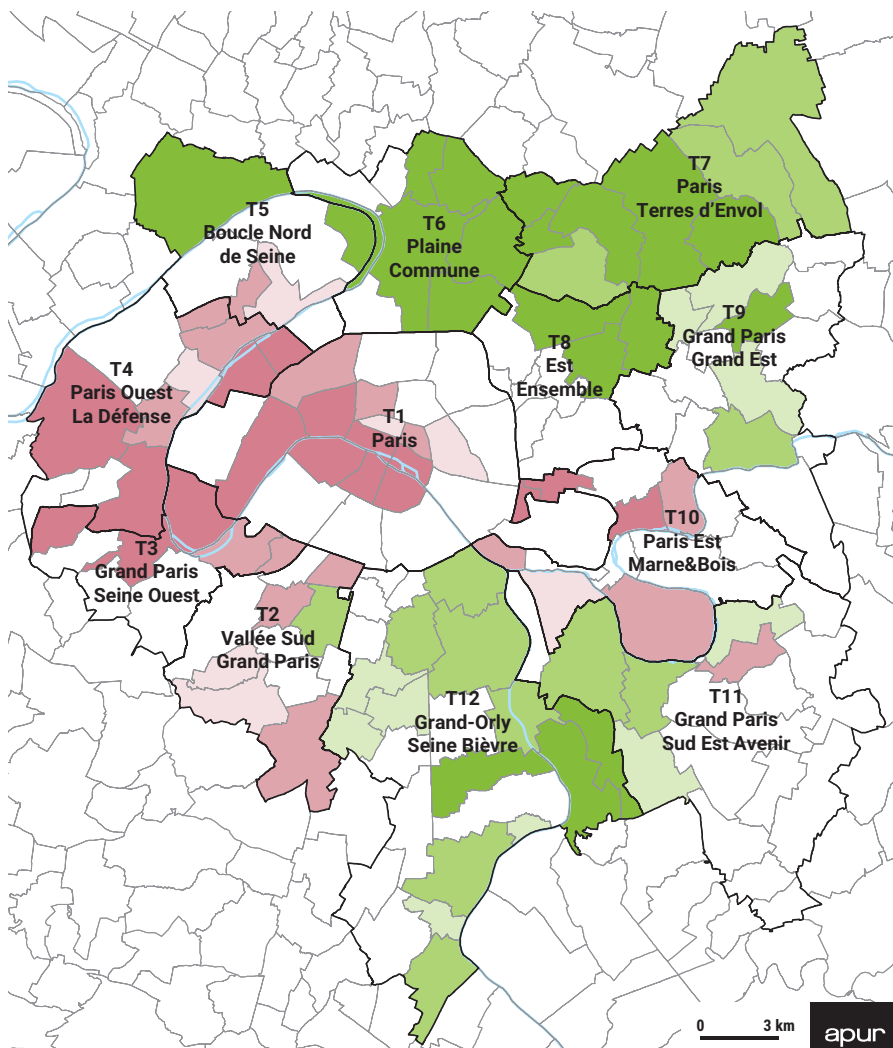 T7
Paris
Terres d'Envol
T5
Boucle Nord
de Seine
T6
Plaine
Commune
T9
Grand Paris
Grand Est
T8
Est
Ensemble
T4
Paris Ouest
La Défense
T1
Paris
T10
Paris Est
Marne&Bois
T3
Grand Paris
Seine Ouest
T2
Vallée Sud
Grand Paris
T12
Grand-Orly
Seine Bièvre
T11
Grand Paris
Sud Est Avenir
0 3 km
apur